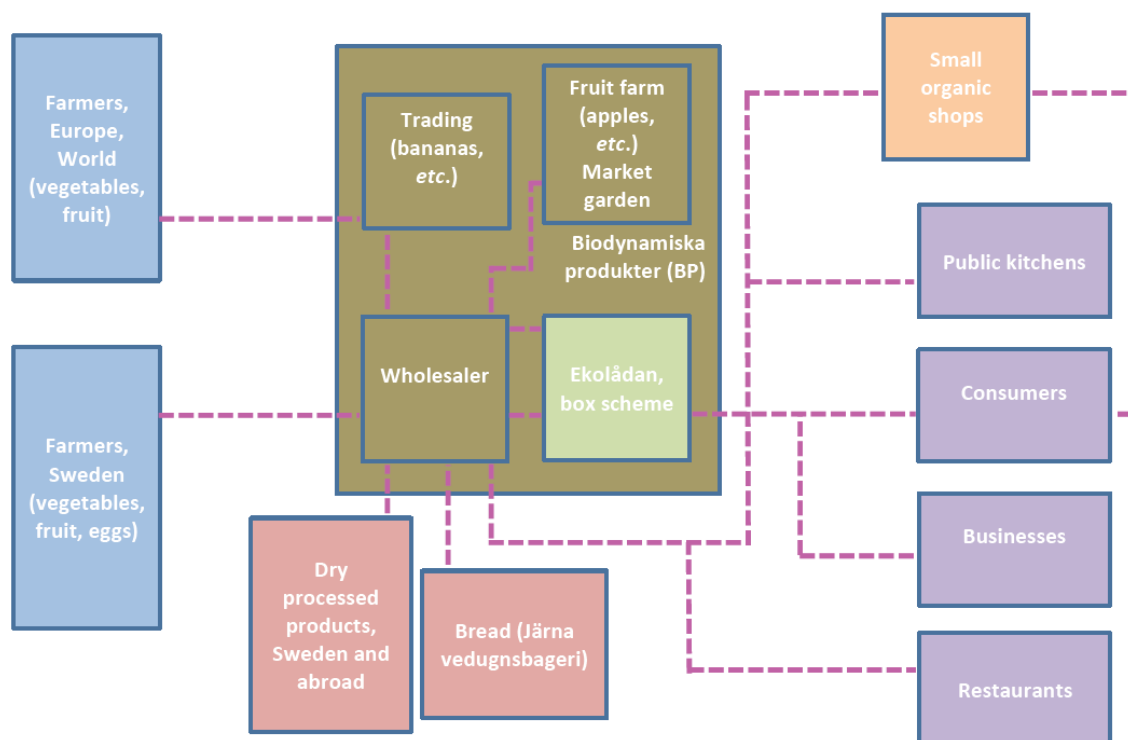 Farmers,
Europe,
World
(vegetables,
fruit)
Trading
(bananas,
etc.)
Fruit farm
(apples,
etc.)
Market
garden
Biodynamiska
produkter (BP)
Small
organic
shops
Public kitchens
Farmers,
Sweden
(vegetables,
fruit, eggs)
Wholesaler
Ekolådan,
box scheme
Consumers
Businesses
Dry
processed
products,
Sweden and
abroad
Bread (Järna
vedugnsbageri)
Restaurants